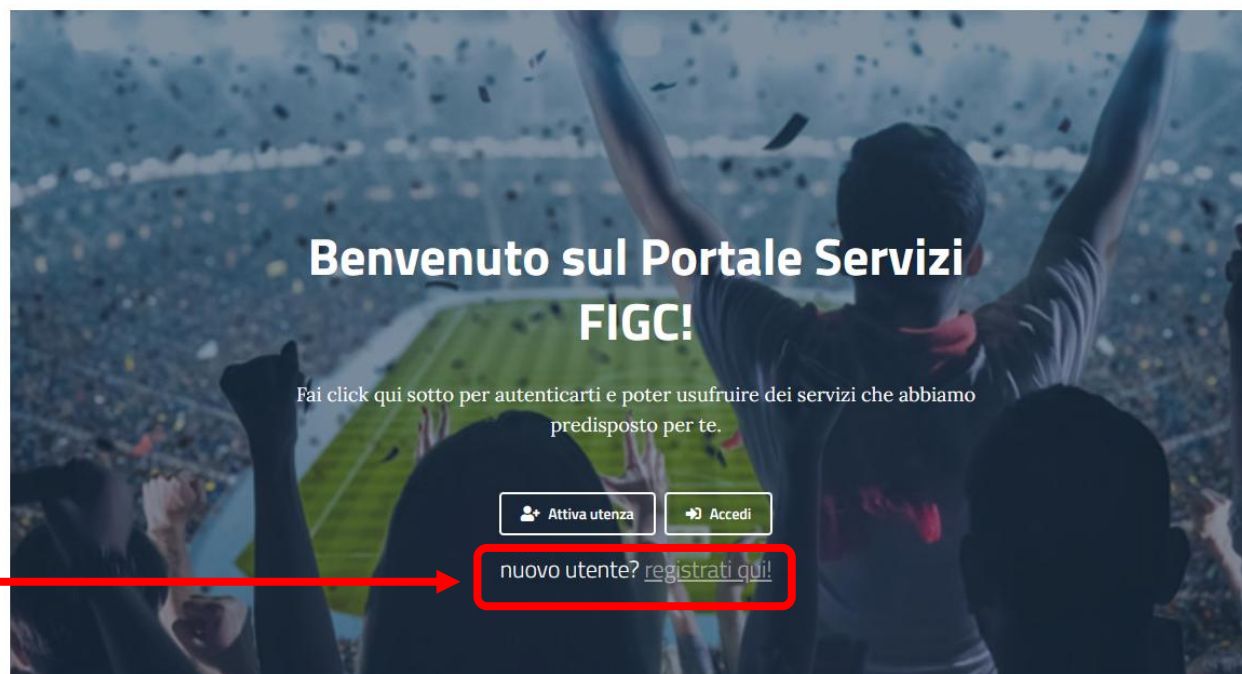 Benvenuto sul Portale Servizi
FIGC!
Fai click qui sotto per autenticarti e poter usufruire dei servizi che abbiamo
predisposto per te.
Attiva utenza Accedi
nuovo utente? registrati qui!